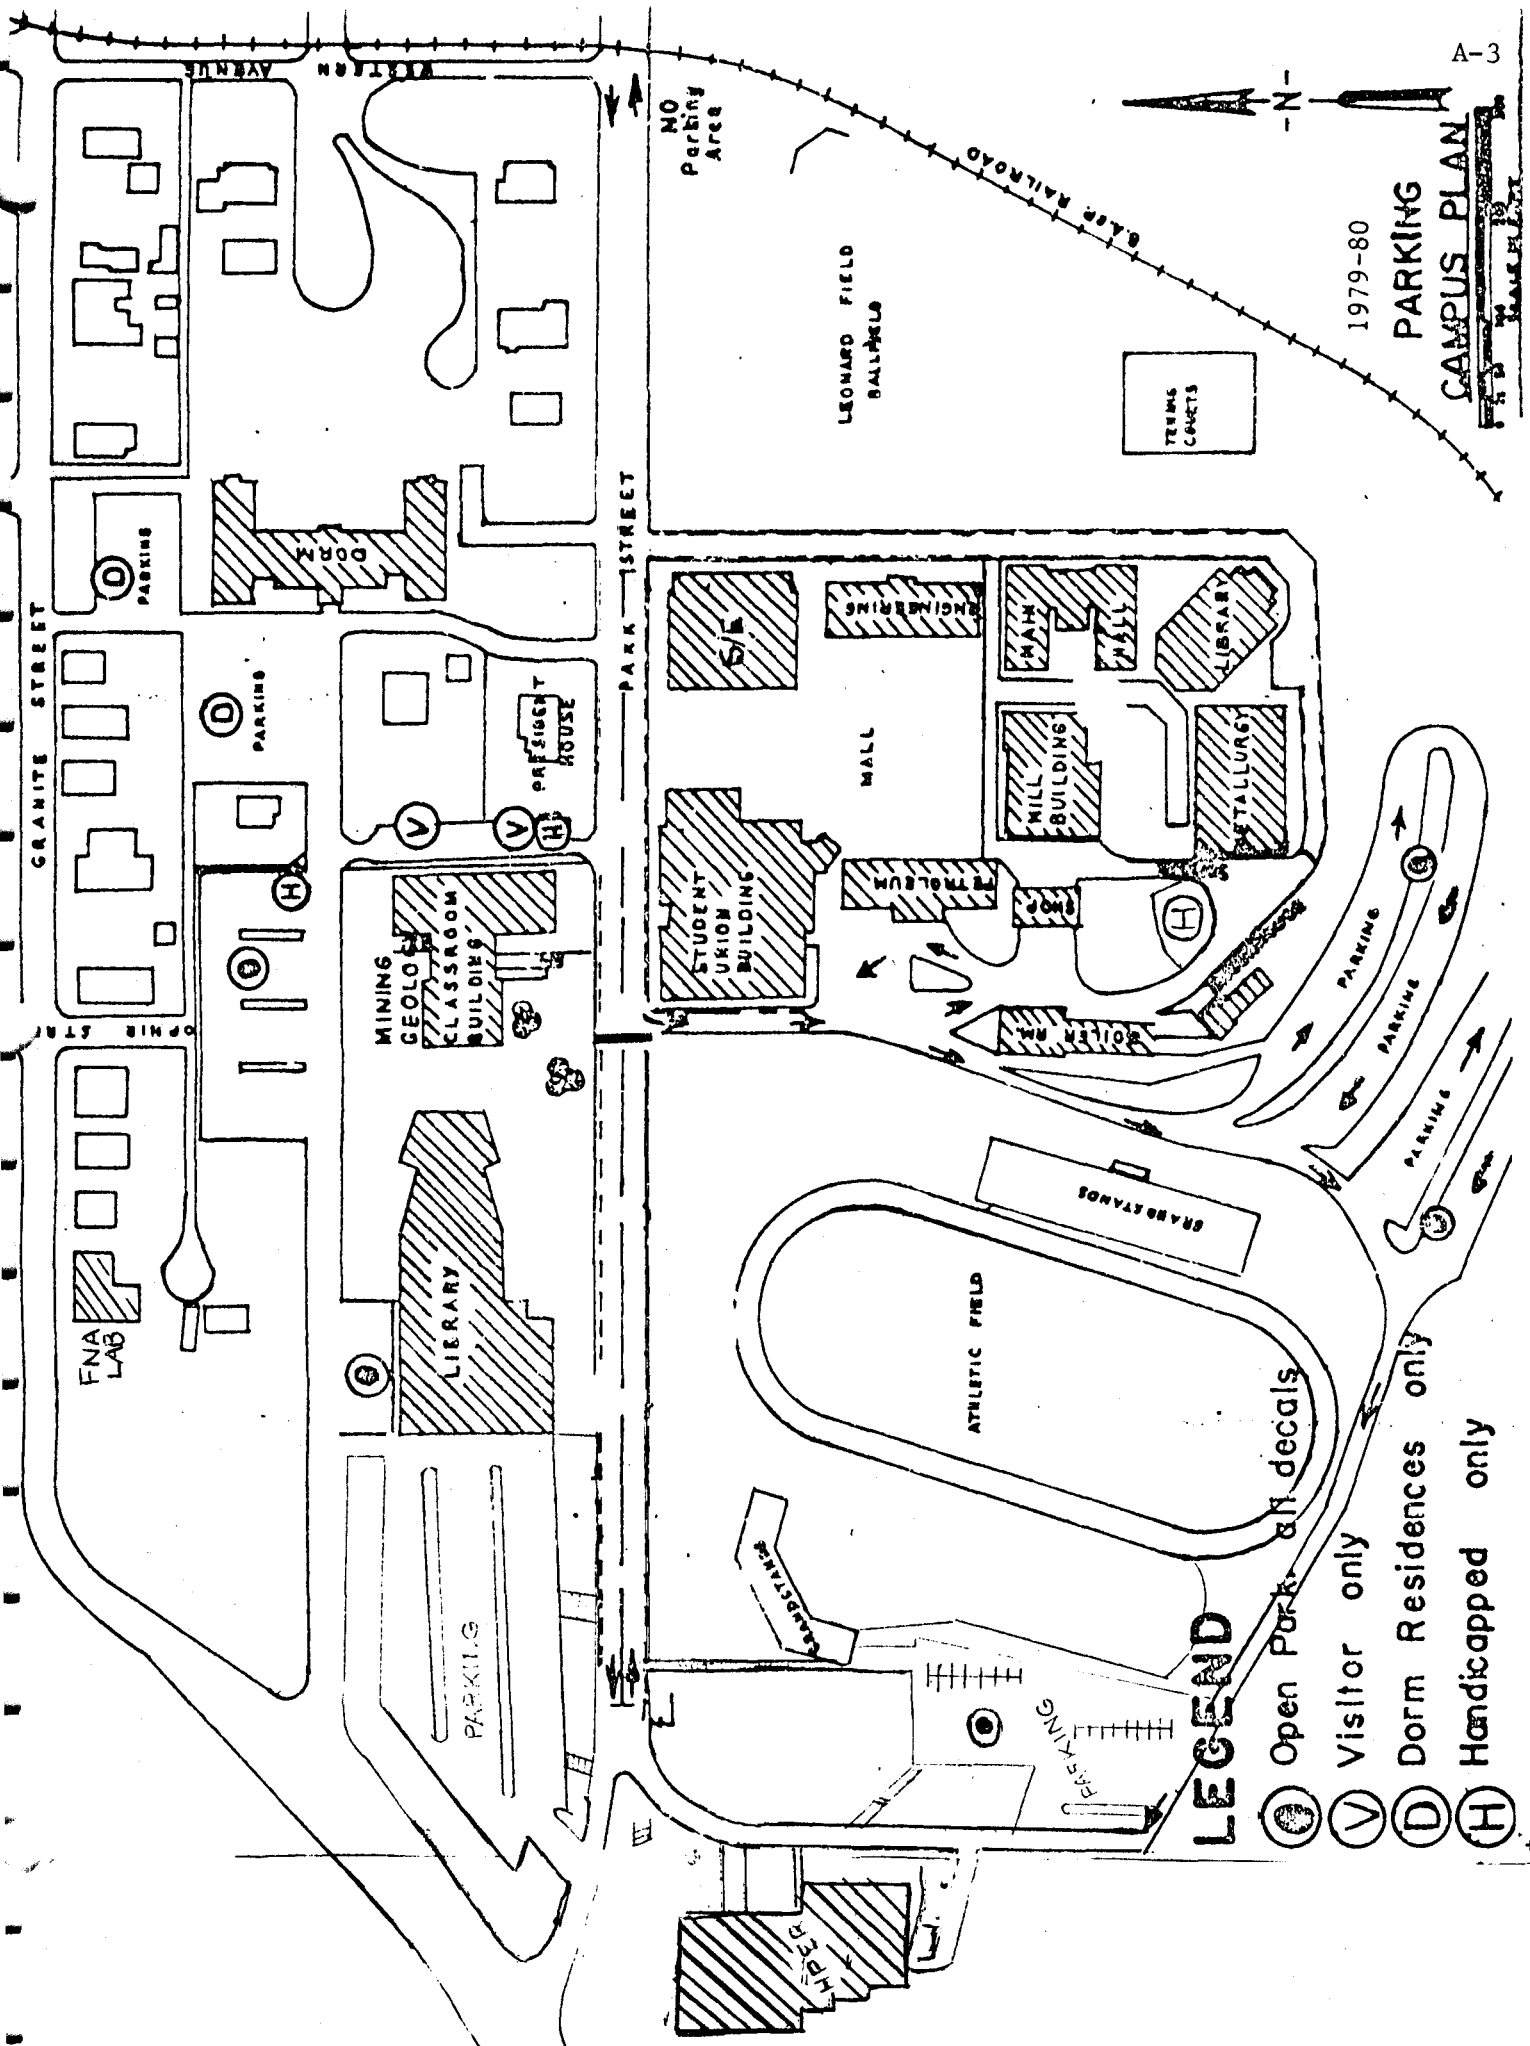 A-3
-N-
1979-80
PARKING
CAMPUS PLAN
WESTERN AVENUE
NO
Parking
Area
B.A.&P. RAILROAD
LEONARD FIELD
BALLFIELD
TENNIS
COURTS
GRANITE STREET
PARKING
D
DORM
D
PARKING
PARK STREET
PRESIDENT
HOUSE
V
V
H
H
S/E
ENGINEERING
MAIN
HALL
LIBRARY
MALL
MILL
BUILDING
METALLURGY
STUDENT
UNION
BUILDING
PETROLEUM
SHOP
H
MINING
GEOLOGY
CLASSROOM
BUILDING
OPHIR STR
BOILER RM.
PARKING
PARKING
PARKING
GRANDSTANDS
ATHLETIC FIELD
FNA
LAB
LIBRARY
PARKING
GRANDSTANDS
PARKING
HPER
LEGEND
O Open Park. all decals
V Visitor only
D Dorm Residences only
H Handicapped only